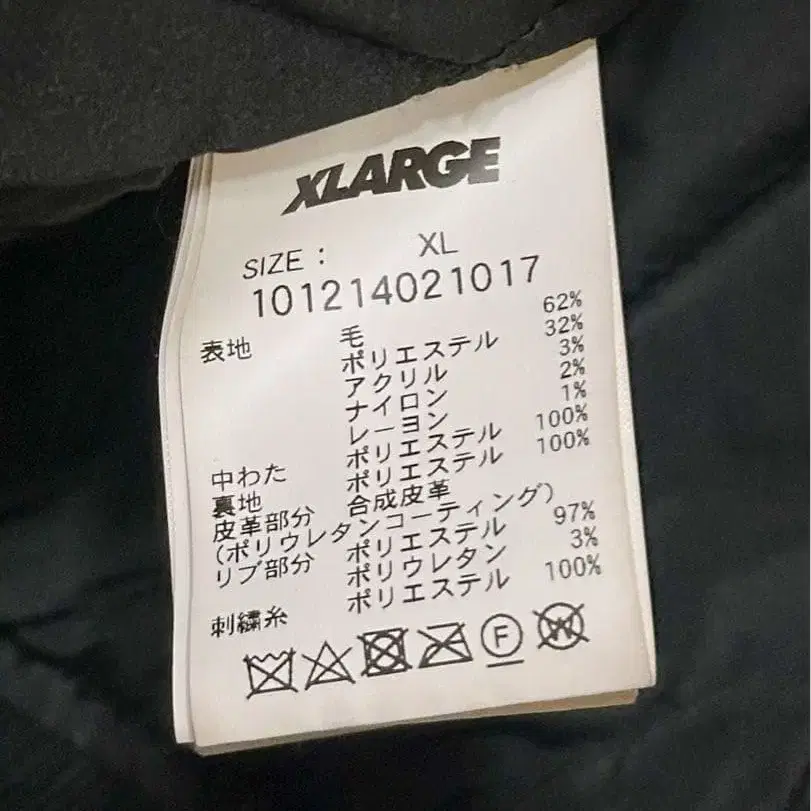 XLARGE
SIZE : XL
101214021017
表地 毛 62%
ポリエステル 32%
アクリル 3%
ナイロン 2%
レーヨン 1%
中わた ポリエステル 100%
裏地 ポリエステル 100%
皮革部分 合成皮革
(ポリウレタンコーティング)
リブ部分 ポリエステル 97%
ポリウレタン 3%
刺繍糸 ポリエステル 100%
F W